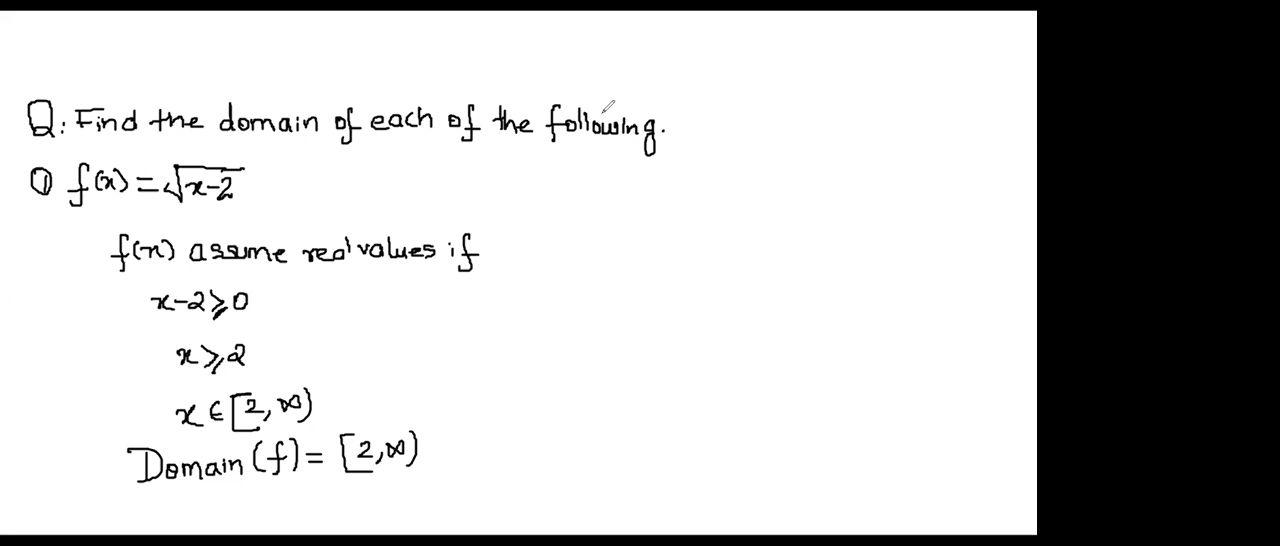 Q: Find the domain of each of the following.
① f(x) = √(x-2)
f(x) assume real values if
x-2 ⩾ 0
x ⩾ 2
x ∈ [2, ∞)
Domain (f) = [2, ∞)